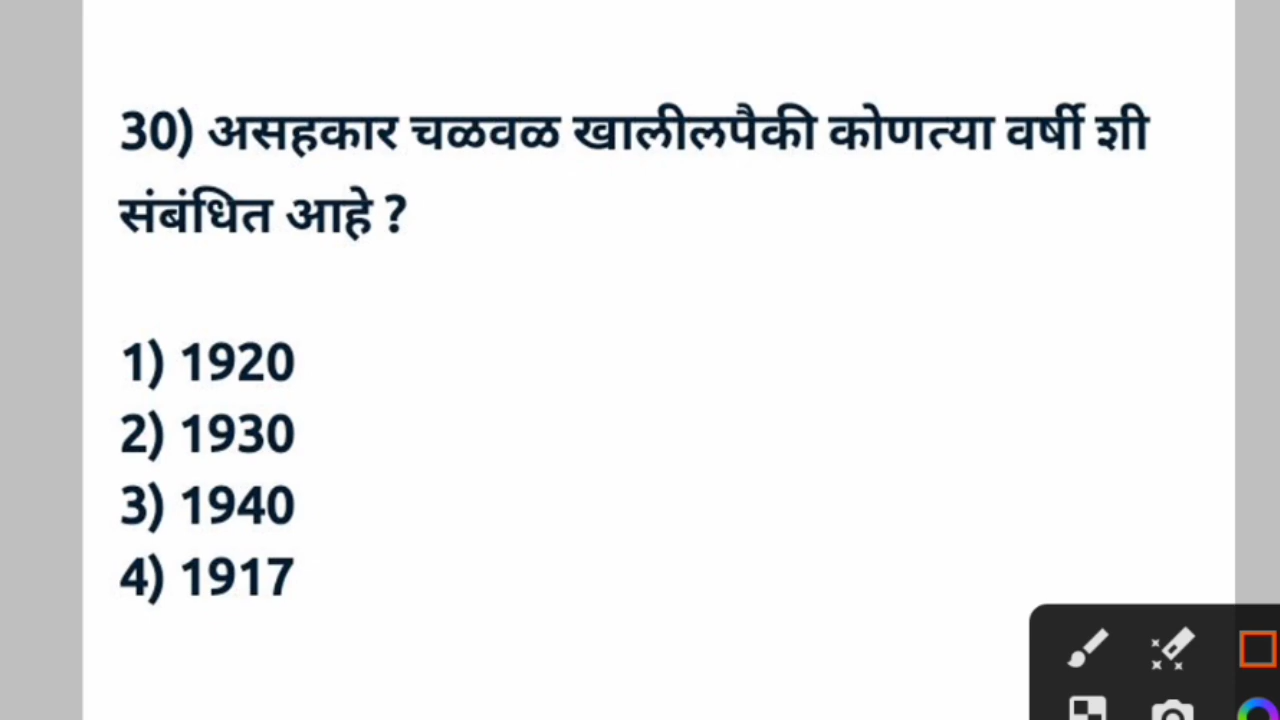 30) असहकार चळवळ खालीलपैकी कोणत्या वर्षी शी
संबंधित आहे ?
1) 1920
2) 1930
3) 1940
4) 1917